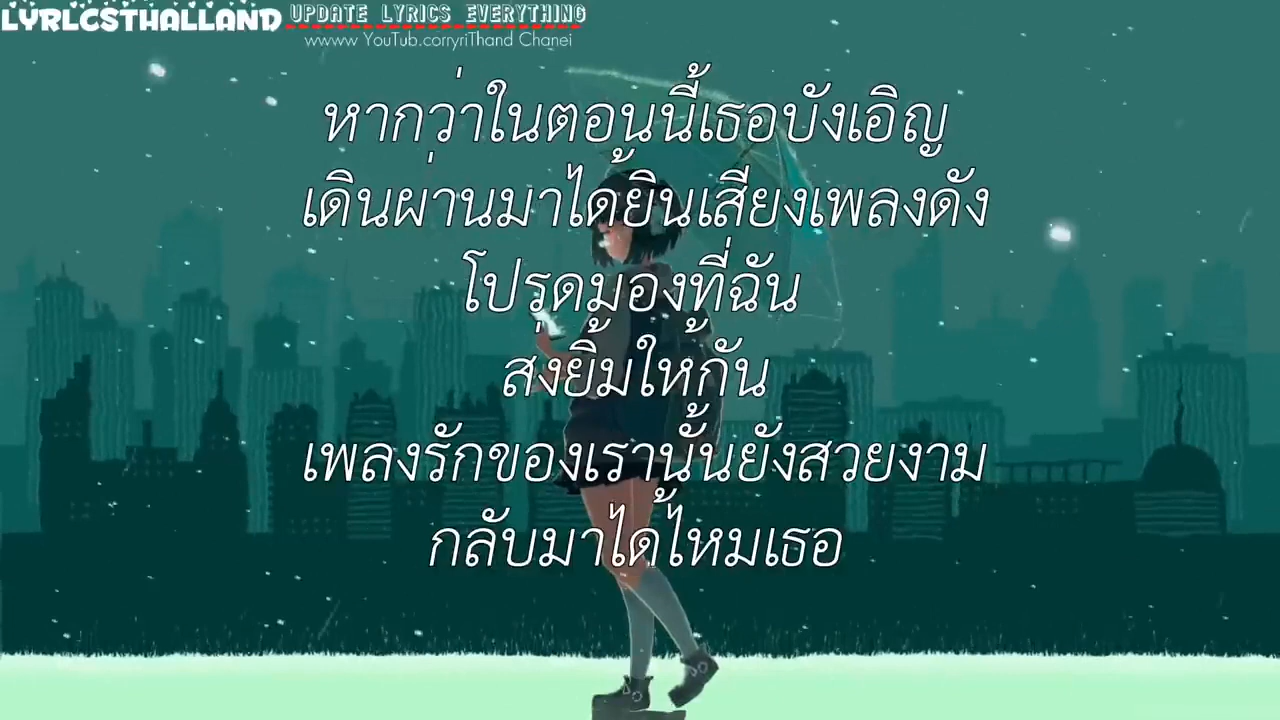 LYRLCSTHALLAND UPDATE LYRICS EVERYTHING
wwww YouTub.corryriThand Chanei
หากว่าในตอนนี้เธอบังเอิญ
เดินผ่านมาได้ยินเสียงเพลงดัง
โปรดมองที่ฉัน
ส่งยิ้มให้กัน
เพลงรักของเรานั้นยังสวยงาม
กลับมาได้ไหมเธอ